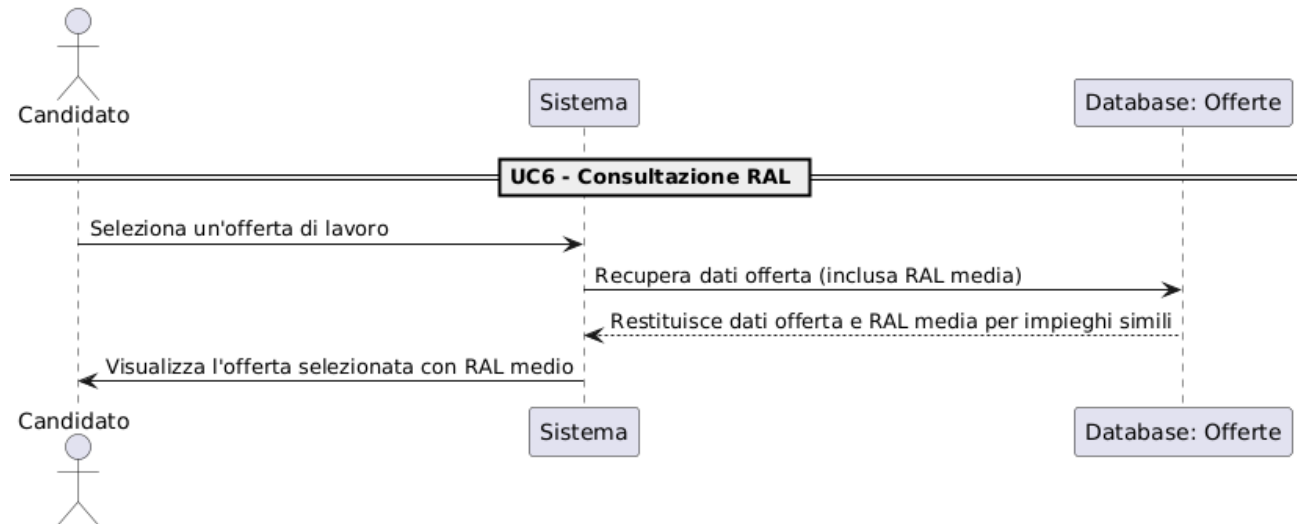 Candidato
Sistema
Database: Offerte
UC6 - Consultazione RAL
Seleziona un'offerta di lavoro
Recupera dati offerta (inclusa RAL media)
Restituisce dati offerta e RAL media per impieghi simili
Visualizza l'offerta selezionata con RAL medio
Candidato
Sistema
Database: Offerte